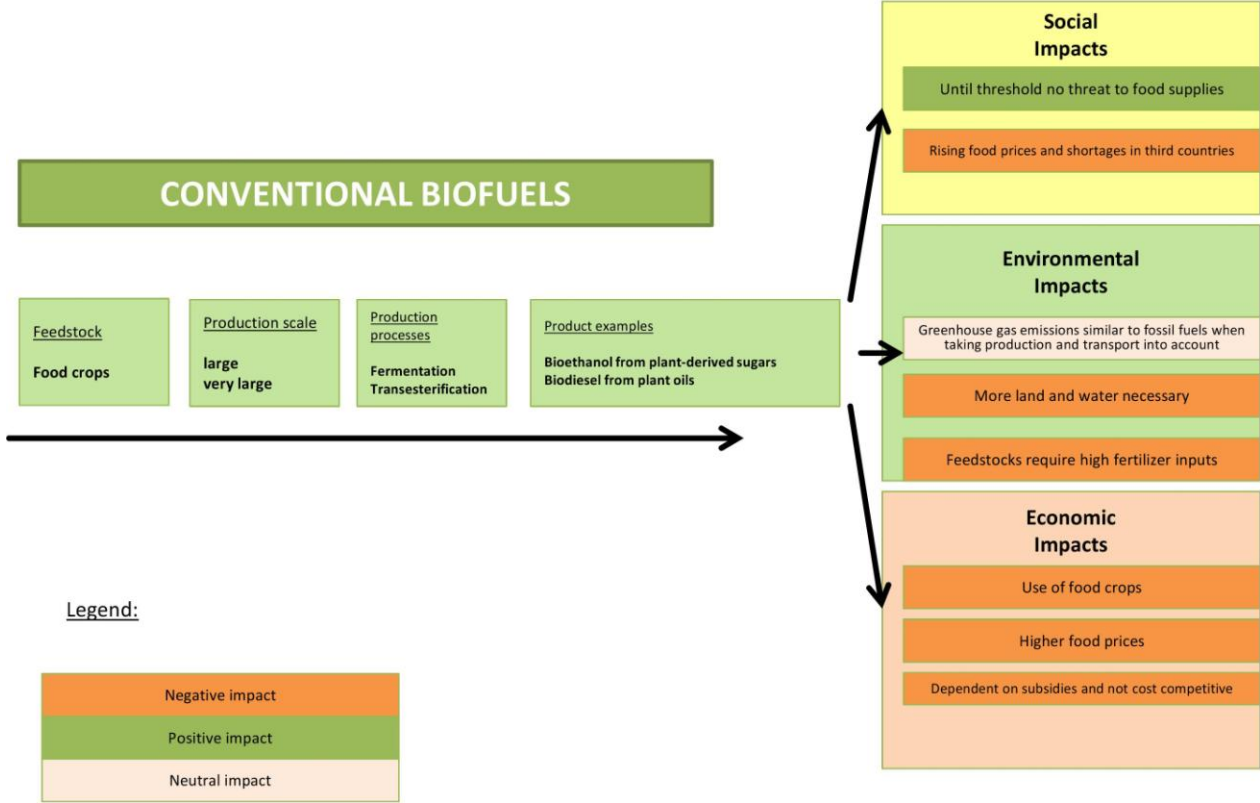 CONVENTIONAL BIOFUELS
Feedstock
Food crops
Production scale
large
very large
Production
processes
Fermentation
Transesterification
Product examples
Bioethanol from plant-derived sugars
Biodiesel from plant oils
Social
Impacts
Until threshold no threat to food supplies
Rising food prices and shortages in third countries
Environmental
Impacts
Greenhouse gas emissions similar to fossil fuels when
taking production and transport into account
More land and water necessary
Feedstocks require high fertilizer inputs
Economic
Impacts
Use of food crops
Higher food prices
Dependent on subsidies and not cost competitive
Legend:
Negative impact
Positive impact
Neutral impact